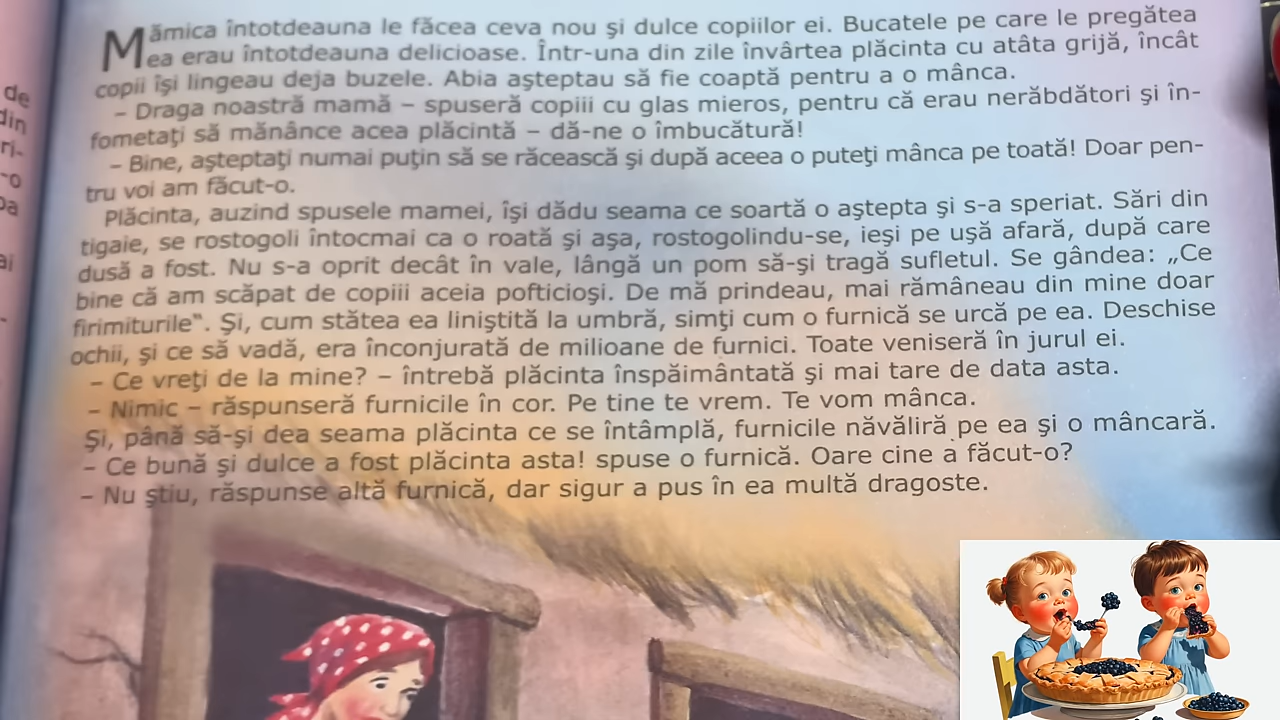 Mămica întotdeauna le făcea ceva nou şi dulce copiilor ei. Bucatele pe care le pregătea
ea erau întotdeauna delicioase. Într-una din zile învârtea plăcinta cu atâta grijă, încât
copii îşi lingeau deja buzele. Abia aşteptau să fie coaptă pentru a o mânca.
– Draga noastră mamă – spuseră copiii cu glas mieros, pentru că erau nerăbdători şi în-
fometaţi să mănânce acea plăcintă – dă-ne o îmbucătură!
– Bine, aşteptaţi numai puţin să se răcească şi după aceea o puteţi mânca pe toată! Doar pen-
tru voi am făcut-o.
Plăcinta, auzind spusele mamei, îşi dădu seama ce soartă o aştepta şi s-a speriat. Sări din
tigaie, se rostogoli întocmai ca o roată şi aşa, rostogolindu-se, ieşi pe uşă afară, după care
dusă a fost. Nu s-a oprit decât în vale, lângă un pom să-şi tragă sufletul. Se gândea: „Ce
bine că am scăpat de copiii aceia pofticioşi. De mă prindeau, mai rămâneau din mine doar
firimiturile“. Şi, cum stătea ea liniştită la umbră, simţi cum o furnică se urcă pe ea. Deschise
ochii, şi ce să vadă, era înconjurată de milioane de furnici. Toate veniseră în jurul ei.
– Ce vreţi de la mine? – întrebă plăcinta înspăimântată şi mai tare de data asta.
– Nimic – răspunseră furnicile în cor. Pe tine te vrem. Te vom mânca.
Şi, până să-şi dea seama plăcinta ce se întâmplă, furnicile năvăliră pe ea şi o mâncară.
– Ce bună şi dulce a fost plăcinta asta! spuse o furnică. Oare cine a făcut-o?
– Nu ştiu, răspunse altă furnică, dar sigur a pus în ea multă dragoste.
de
din
ri-
-o